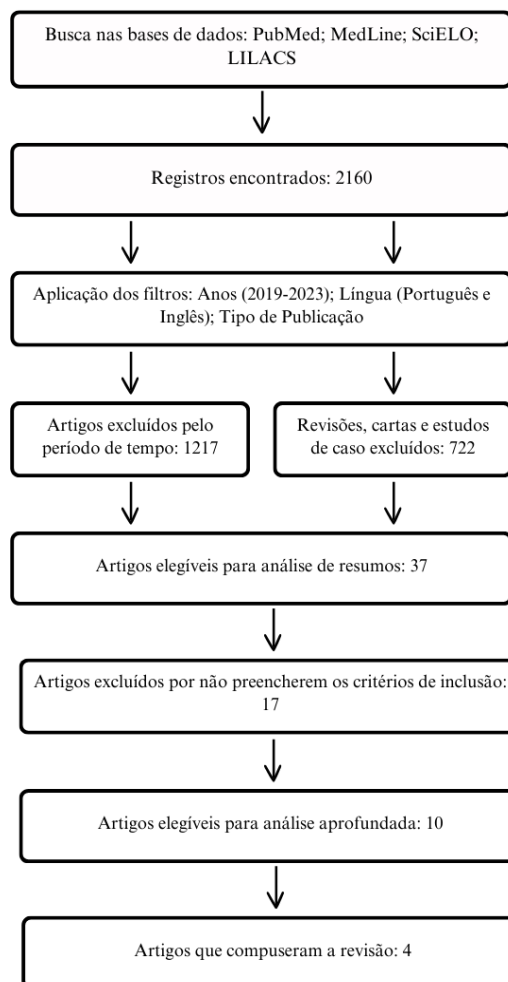 Busca nas bases de dados: PubMed; MedLine; SciELO;
LILACS
Registros encontrados: 2160
Aplicação dos filtros: Anos (2019-2023); Língua (Português e
Inglês); Tipo de Publicação
Artigos excluídos pelo
período de tempo: 1217
Revisões, cartas e estudos
de caso excluídos: 722
Artigos elegíveis para análise de resumos: 37
Artigos excluídos por não preencherem os critérios de inclusão:
17
Artigos elegíveis para análise aprofundada: 10
Artigos que compuseram a revisão: 4